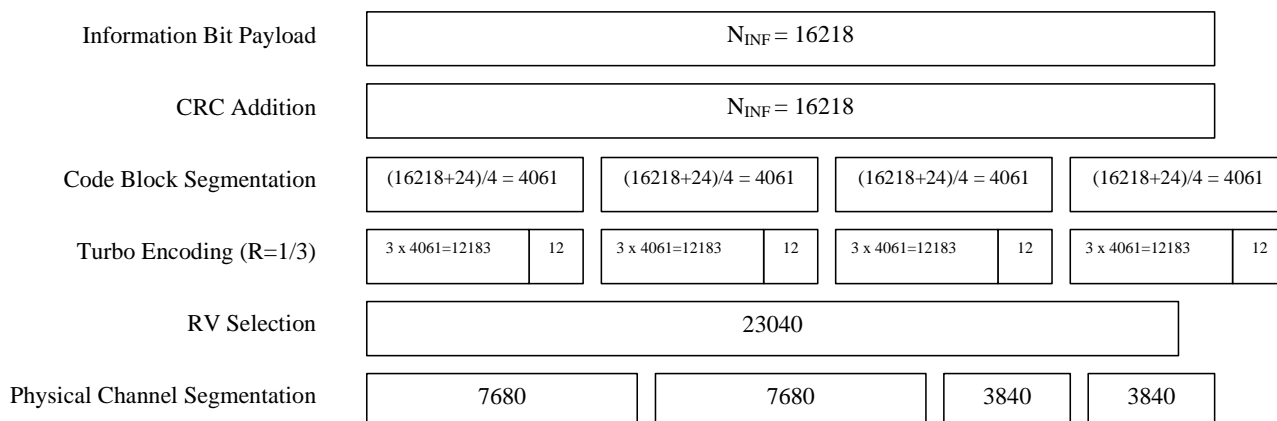 Information Bit Payload NINF = 16218
CRC Addition NINF = 16218
Code Block Segmentation (16218+24)/4 = 4061 (16218+24)/4 = 4061 (16218+24)/4 = 4061 (16218+24)/4 = 4061
Turbo Encoding (R=1/3) 3 x 4061=12183 12 3 x 4061=12183 12 3 x 4061=12183 12 3 x 4061=12183 12
RV Selection 23040
Physical Channel Segmentation 7680 7680 3840 3840